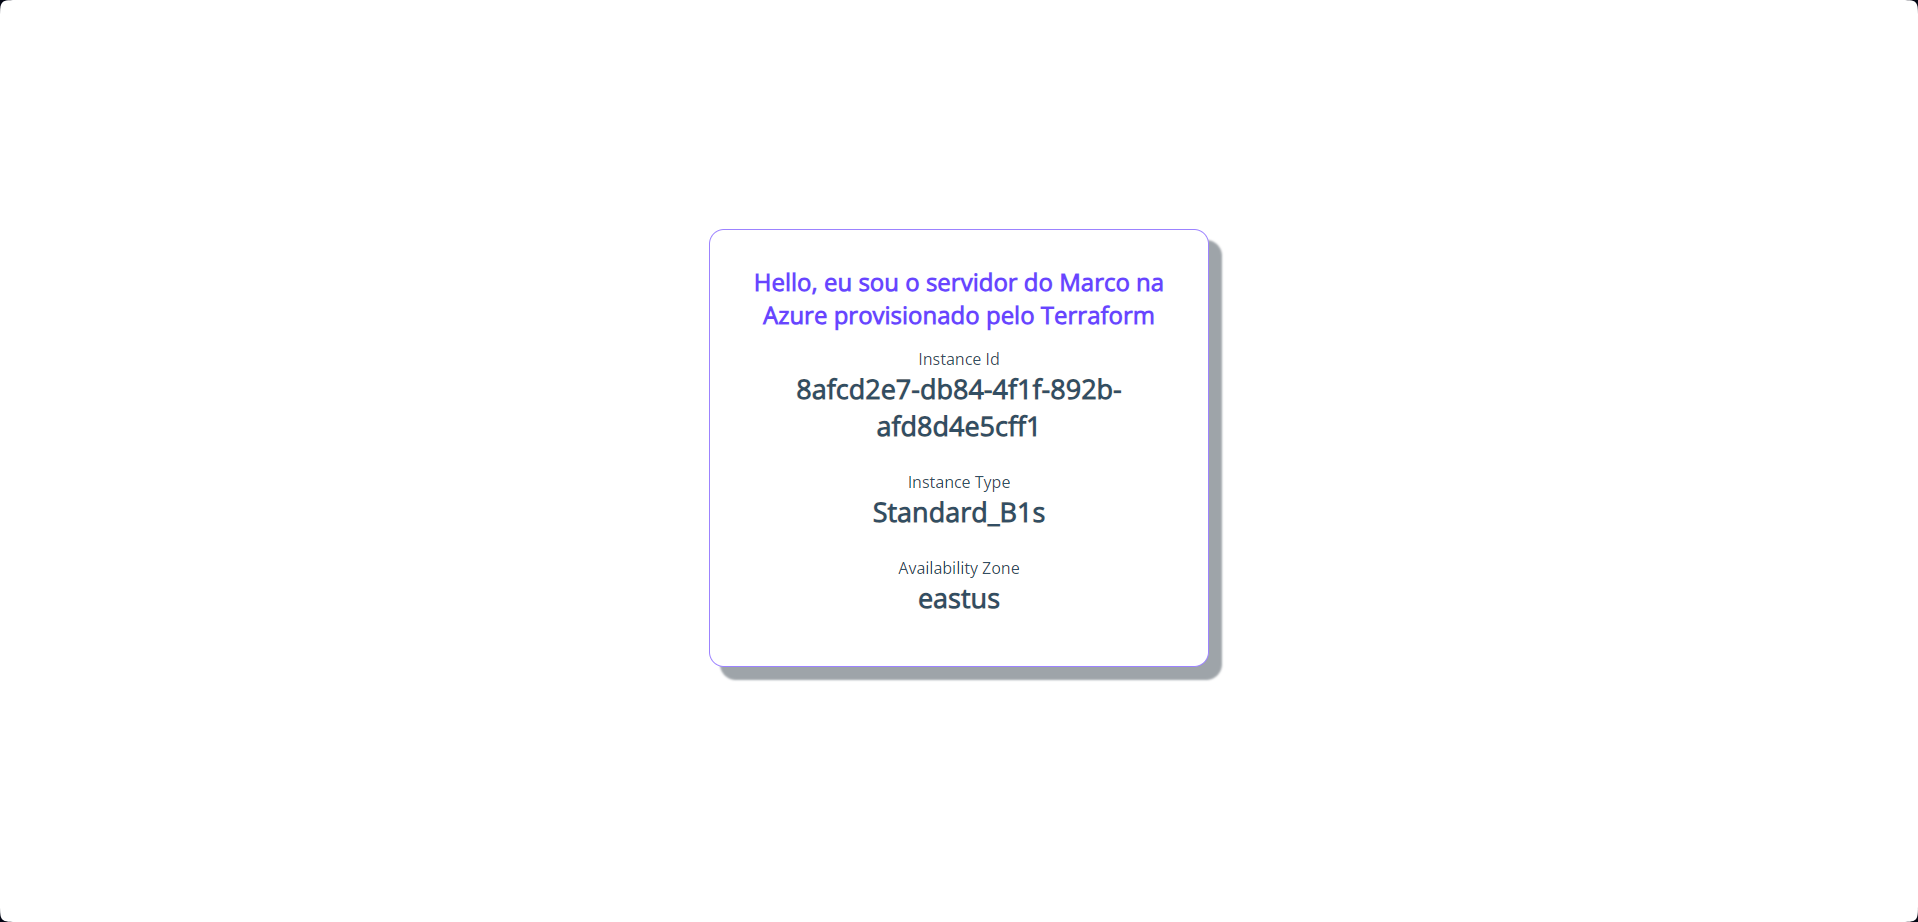 Hello, eu sou o servidor do Marco na
Azure provisionado pelo Terraform
Instance Id
8afcd2e7-db84-4f1f-892b-
afd8d4e5cff1
Instance Type
Standard_B1s
Availability Zone
eastus